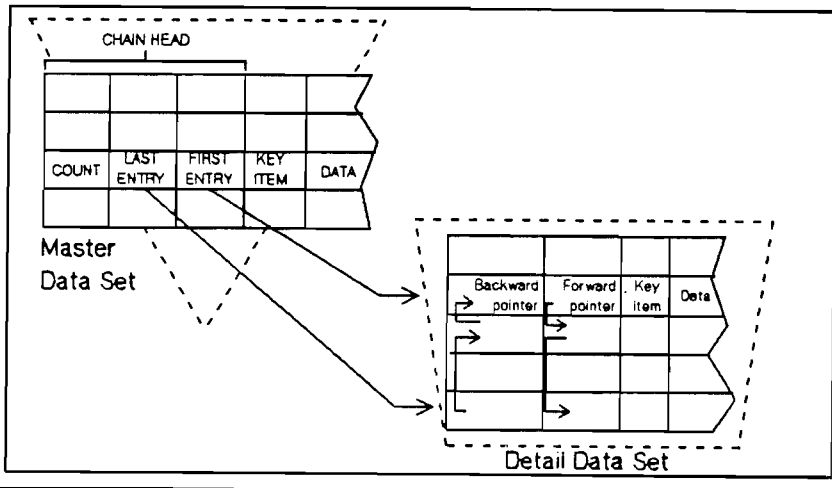 CHAIN HEAD
COUNT
LAST
ENTRY
FIRST
ENTRY
KEY
ITEM
DATA
Master
Data Set
Backward
pointer
Forward
pointer
Key
item
Data
Detail Data Set